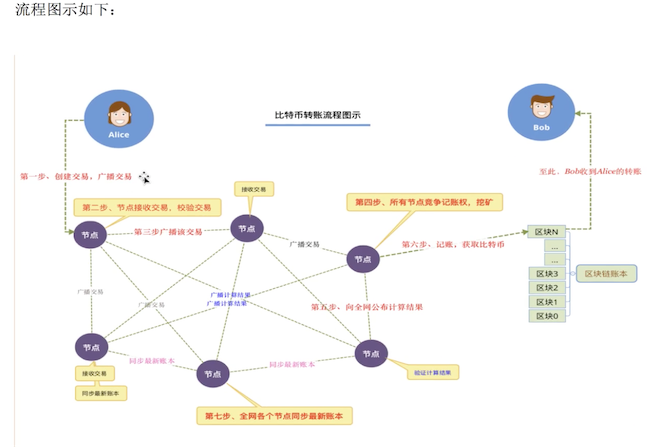 流程图示如下：
比特币转账流程图示
Alice
Bob
第一步、创建交易，广播交易
至此、Bob收到Alice的转账
接收交易
第二步、节点接收交易，校验交易
第四步、所有节点竞争记账权，挖矿
节点
第三步广播该交易
节点
广播交易
第六步、记账，获取比特币
节点
区块N
...
...
区块3
区块2
区块1
区块0
区块链账本
广播交易
广播交易
广播计算结果
广播计算结果
第五步、向全网公布计算结果
节点
同步最新账本
节点
同步最新账本
节点
接收交易
同步最新账本
验证计算结果
第七步、全网各个节点同步最新账本